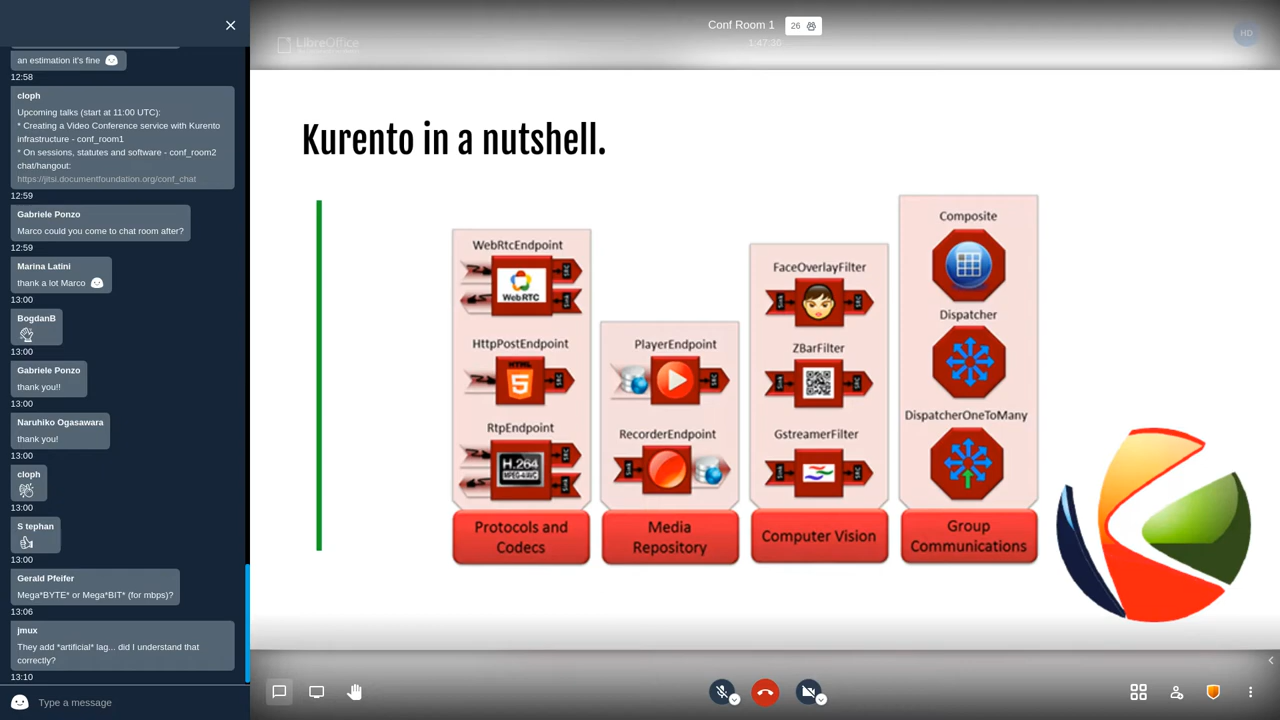 an estimation it's fine
12:58
cloph
Upcoming talks (start at 11:00 UTC):
* Creating a Video Conference service with Kurento
infrastructure - conf_room1
* On sessions, statutes and software - conf_room2
chat/hangout:
https://jitsi.documentfoundation.org/conf_chat
12:59
Gabriele Ponzo
Marco could you come to chat room after?
12:59
Marina Latini
thank a lot Marco
13:00
BogdanB
13:00
Gabriele Ponzo
thank you!!
13:00
Naruhiko Ogasawara
thank you!
13:00
cloph
13:00
S tephan
13:00
Gerald Pfeifer
Mega*BYTE* or Mega*BIT* (for mbps)?
13:06
jmux
They add *artificial* lag... did I understand that
correctly?
13:10
Type a message
Conf Room 1
26
1:47:36
HD
LibreOffice
Kurento in a nutshell.
WebRtcEndpoint
WebRTC
HttpPostEndpoint
HTML
5
RtpEndpoint
H.264
MPEG-4/AVC
Protocols and
Codecs
PlayerEndpoint
RecorderEndpoint
Media
Repository
FaceOverlayFilter
ZBarFilter
GstreamerFilter
Computer Vision
Composite
Dispatcher
DispatcherOneToMany
Group
Communications